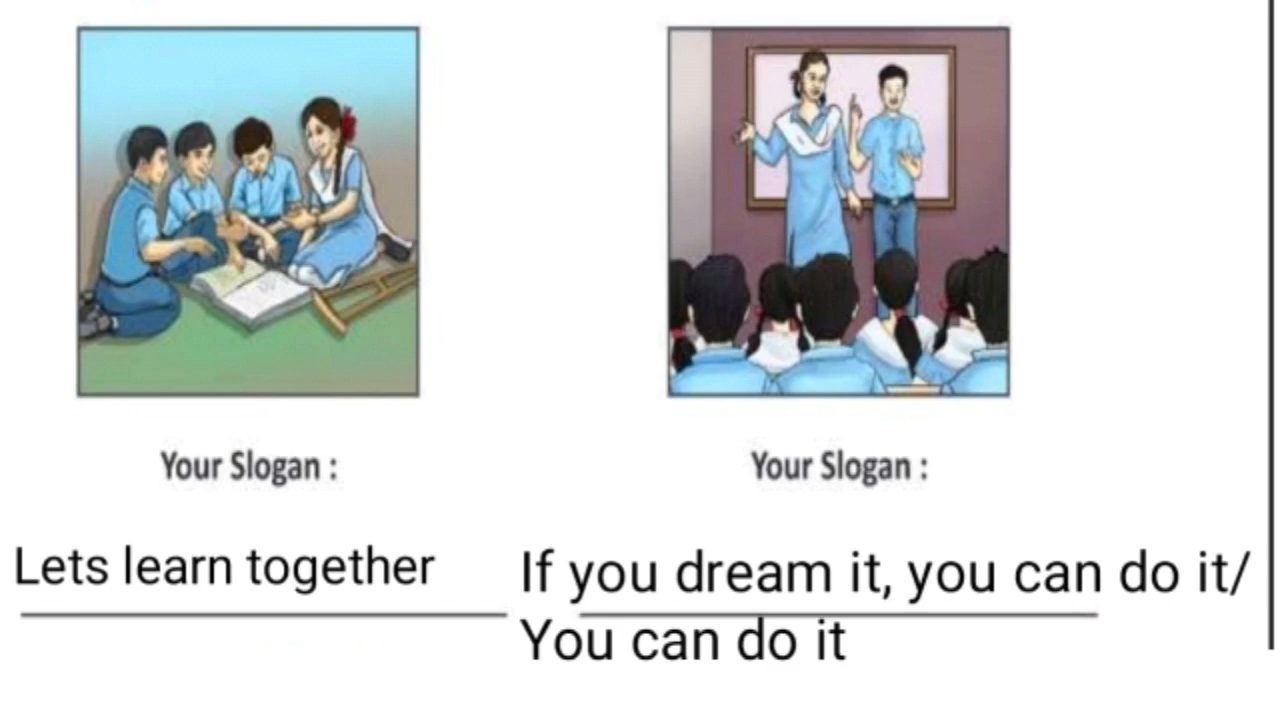 Your Slogan :
Your Slogan :
Lets learn together
If you dream it, you can do it/
You can do it